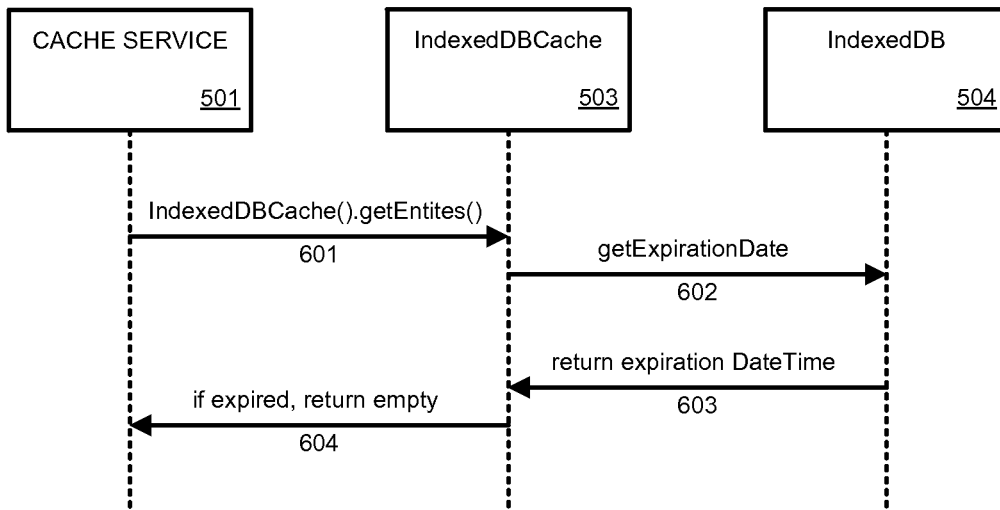 CACHE SERVICE
501
IndexedDBCache
503
IndexedDB
504
IndexedDBCache().getEntites()
601
getExpirationDate
602
return expiration DateTime
603
if expired, return empty
604